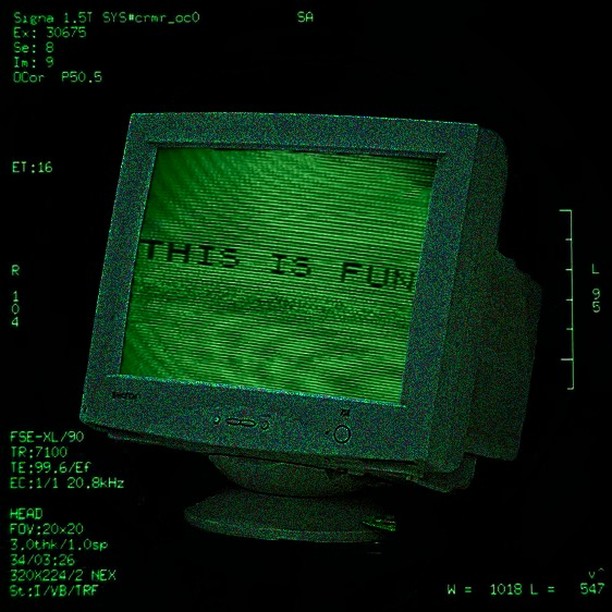 Signa 1.5T SYS#crmr_oc0
SA
Ex: 30675
Se: 8
Im: 9
OCor P50.5
ET:16
R
104
L
95
THIS IS FUN
FSE-XL/90
TR:7100
TE:99.6/Ef
EC:1/1 20.8kHz
HEAD
FOV:20x20
3.0thk/1.0sp
34/03:26
320X224/2 NEX
St:I/VB/TRF
W = 1018 L = 547